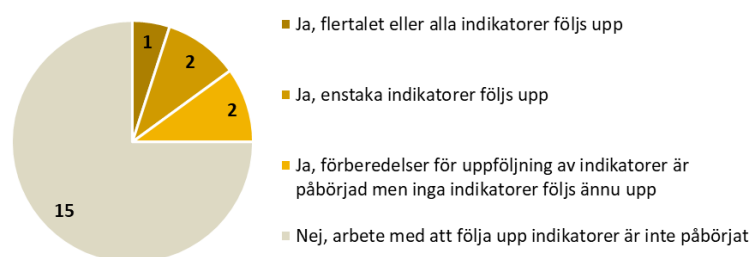 1
2
2
15
Ja, flertalet eller alla indikatorer följs upp
Ja, enstaka indikatorer följs upp
Ja, förberedelser för uppföljning av indikatorer är
påbörjad men inga indikatorer följs ännu upp
Nej, arbete med att följa upp indikatorer är inte påbörjat